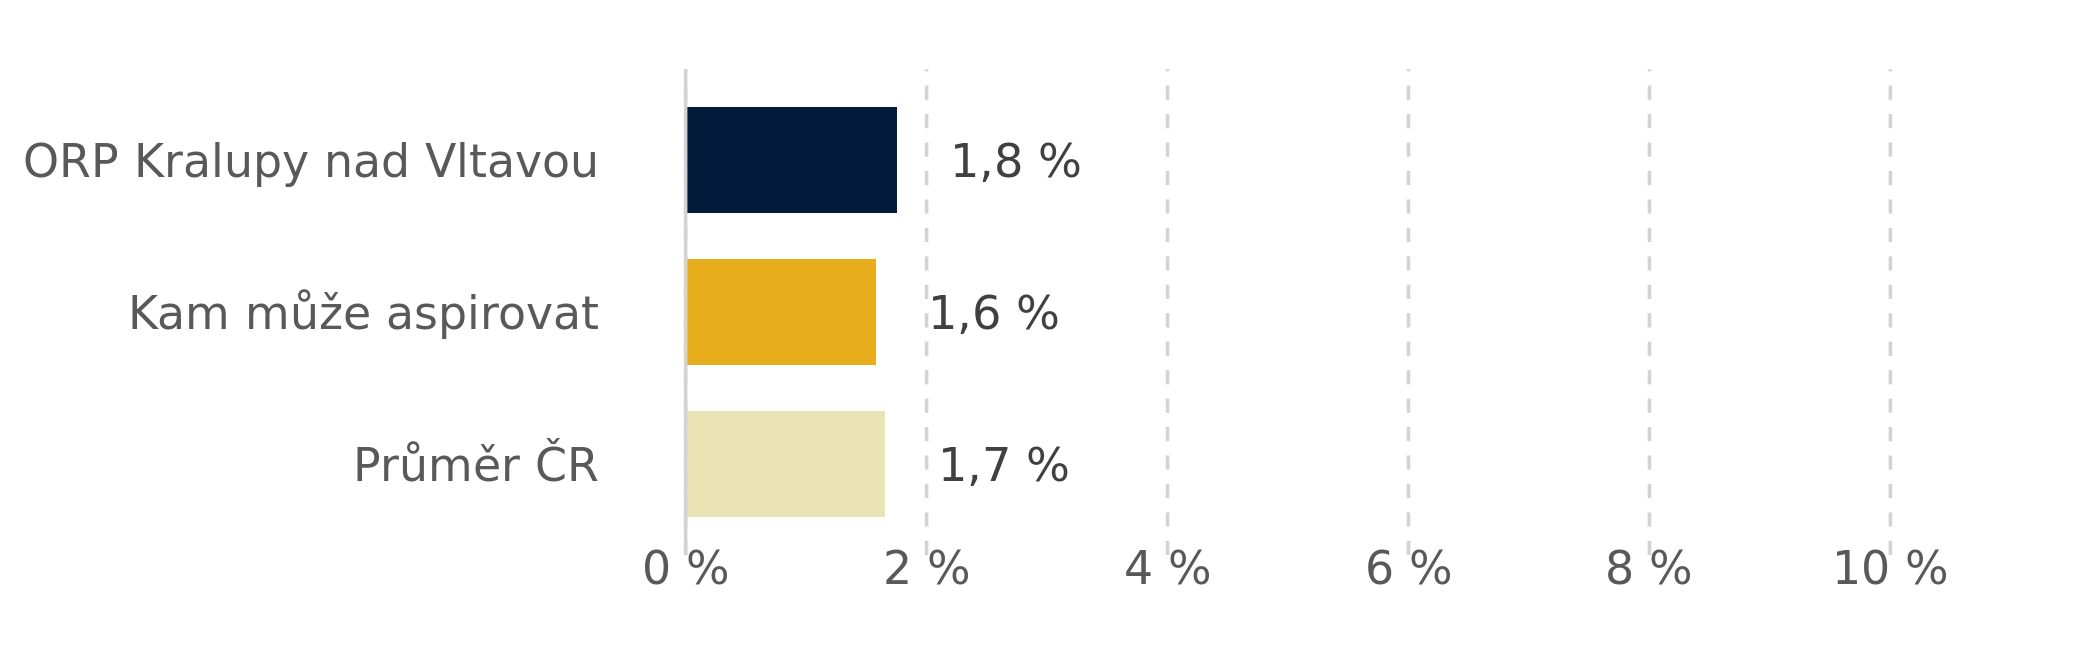 ORP Kralupy nad Vltavou 1,8 %
Kam může aspirovat 1,6 %
Průměr ČR 1,7 %
0 % 2 % 4 % 6 % 8 % 10 %